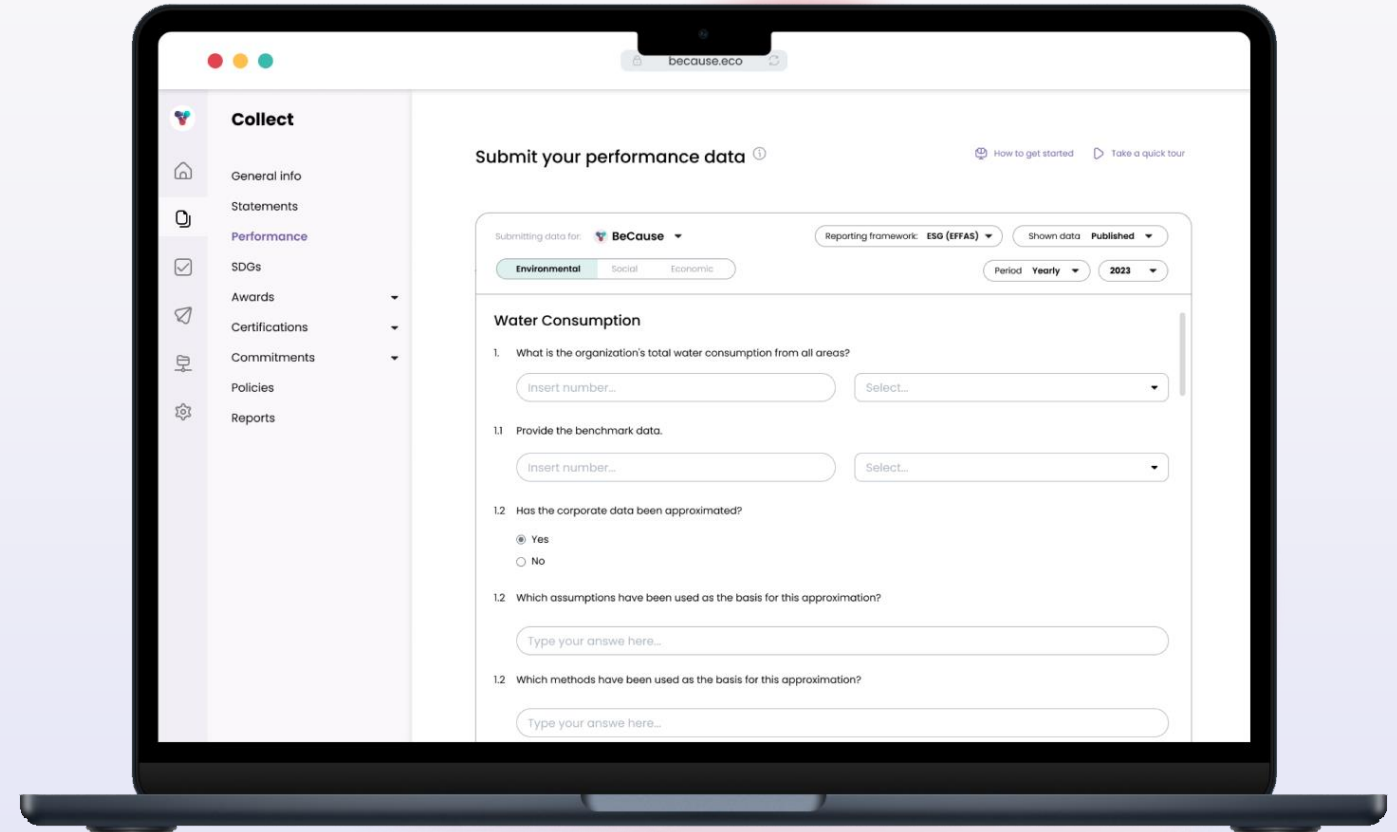 because.eco
Collect
General info
Statements
Performance
SDGs
Awards
Certifications
Commitments
Policies
Reports
Submit your performance data
How to get started
Take a quick tour
Submitting data for: BeCause
Reporting framework: ESG (EFFAS)
Shown data Published
Environmental Social Economic
Period Yearly
2023
Water Consumption
1. What is the organization's total water consumption from all areas?
Insert number... Select...
1.1 Provide the benchmark data.
Insert number... Select...
1.2 Has the corporate data been approximated?
Yes
No
1.2 Which assumptions have been used as the basis for this approximation?
Type your answe here...
1.2 Which methods have been used as the basis for this approximation?
Type your answe here...